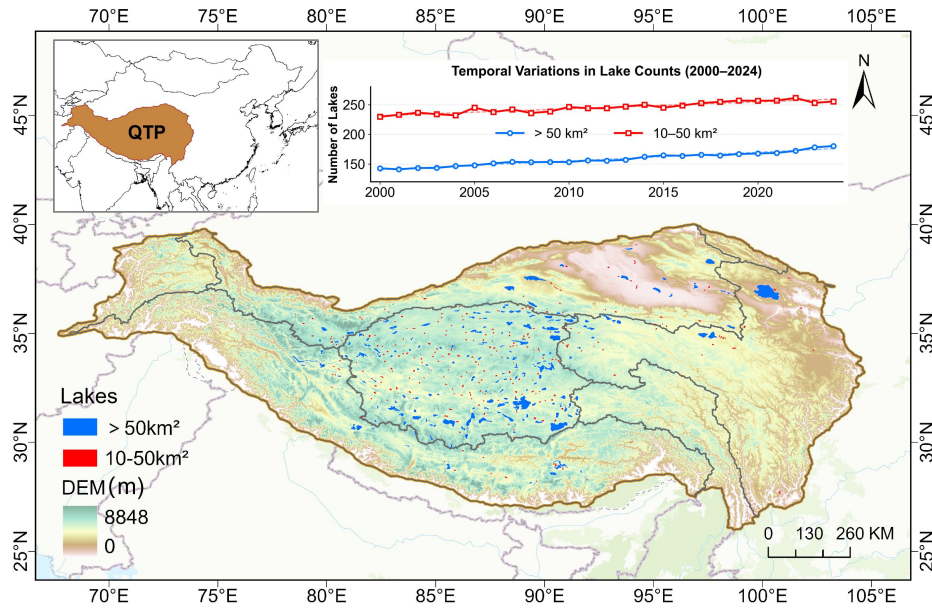 70°E 75°E 80°E 85°E 90°E 95°E 100°E 105°E
45°N
40°N
35°N
30°N
25°N
QTP
Temporal Variations in Lake Counts (2000–2024)
Number of Lakes
250
200
150
> 50 km²
10–50 km²
2000 2005 2010 2015 2020
N
45°N
40°N
35°N
30°N
25°N
Lakes
> 50km²
10-50km²
DEM(m)
8848
0
0 130 260 KM
70°E 75°E 80°E 85°E 90°E 95°E 100°E 105°E